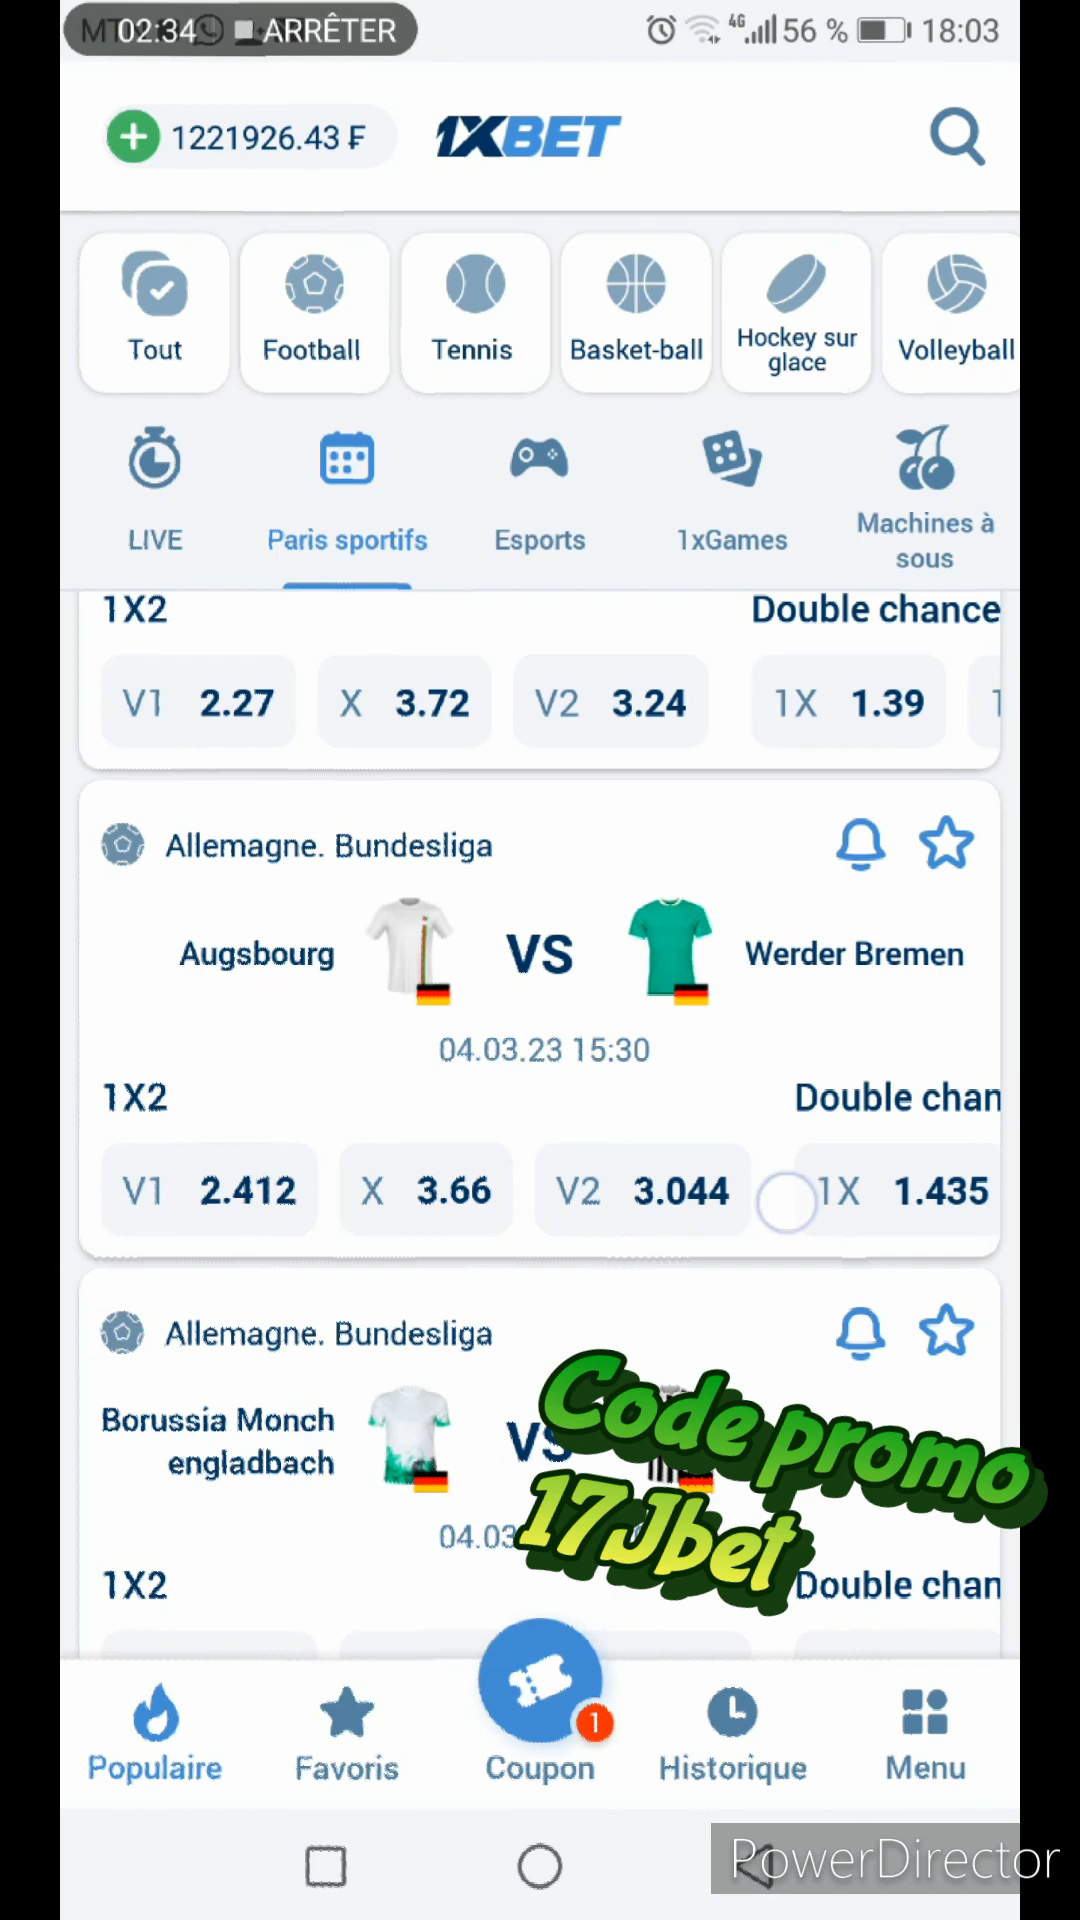 02:34 ARRÊTER
4G 56 % 18:03
1221926.43 ₣ 1XBET
Tout Football Tennis Basket-ball Hockey sur glace Volleyball
LIVE Paris sportifs Esports 1xGames Machines à sous
1X2 Double chance
V1 2.27 X 3.72 V2 3.24 1X 1.39
Allemagne. Bundesliga
Augsbourg VS Werder Bremen
04.03.23 15:30
1X2 Double chan
V1 2.412 X 3.66 V2 3.044 1X 1.435
Allemagne. Bundesliga
Borussia Monch
engladbach
VS
Code promo
17Jbet
04.03
1X2 Double chan
1
Populaire Favoris Coupon Historique Menu
PowerDirector